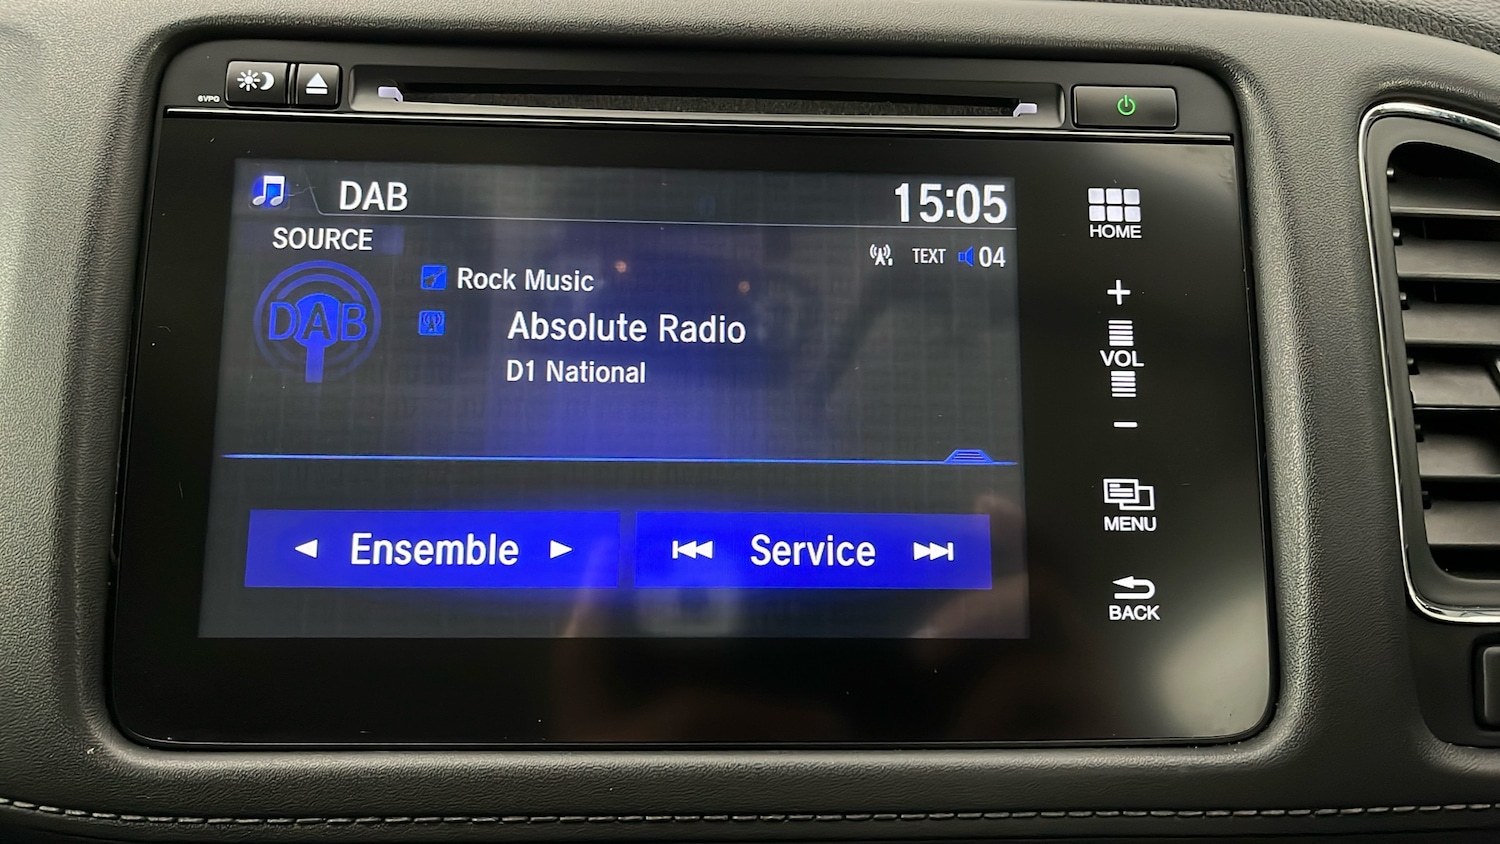 6VPG
DAB
15:05
SOURCE
TEXT
04
DAB
Rock Music
Absolute Radio
D1 National
Ensemble
Service
HOME
+
VOL
−
MENU
BACK